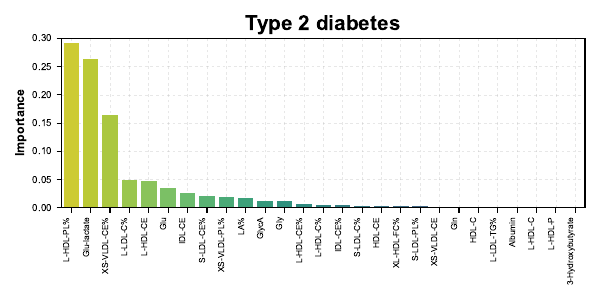 Type 2 diabetes
Importance
0.30
0.25
0.20
0.15
0.10
0.05
0.00
L-HDL-PL%
Glu-lactate
XS-VLDL-CE%
L-LDL-C%
L-HDL-CE
Glu
IDL-CE
S-LDL-CE%
XS-VLDL-PL%
LA%
GlycA
Gly
L-HDL-CE%
L-HDL-C%
IDL-CE%
S-LDL-C%
HDL-CE
XL-HDL-FC%
S-LDL-PL%
XS-VLDL-CE
Gln
HDL-C
L-LDL-TG%
Albumin
L-HDL-C
L-HDL-P
3-Hydroxybutyrate